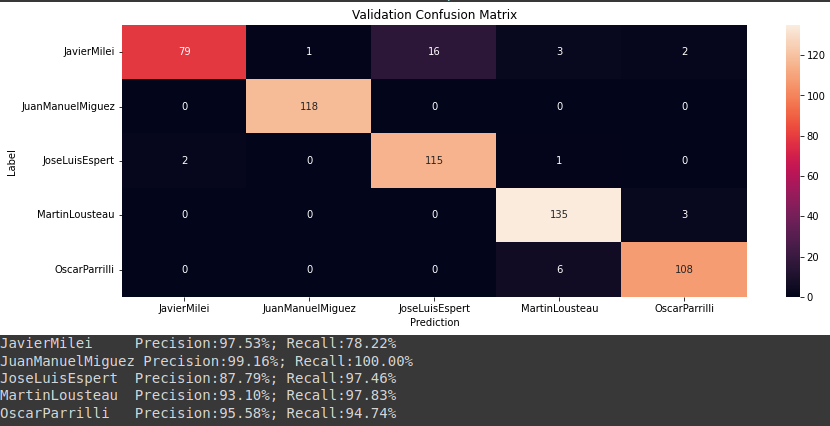 Validation Confusion Matrix
JavierMilei 79 1 16 3 2
JuanManuelMiguez 0 118 0 0 0
JoseLuisEspert 2 0 115 1 0
MartinLousteau 0 0 0 135 3
OscarParrilli 0 0 0 6 108
Label
JavierMilei JuanManuelMiguez JoseLuisEspert MartinLousteau OscarParrilli
Prediction
120
100
80
60
40
20
0
JavierMilei Precision:97.53%; Recall:78.22%
JuanManuelMiguez Precision:99.16%; Recall:100.00%
JoseLuisEspert Precision:87.79%; Recall:97.46%
MartinLousteau Precision:93.10%; Recall:97.83%
OscarParrilli Precision:95.58%; Recall:94.74%